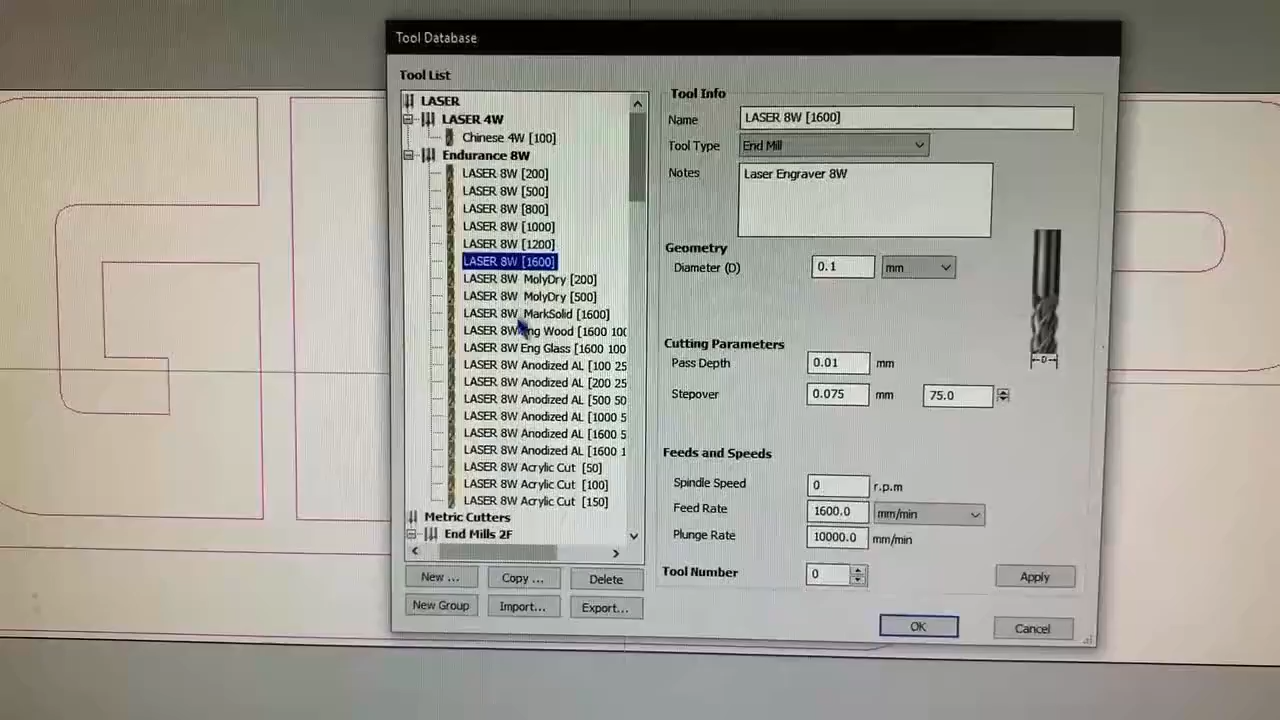 Tool Database
Tool List
LASER
LASER 4W
Chinese 4W [100]
Endurance 8W
LASER 8W [200]
LASER 8W [500]
LASER 8W [800]
LASER 8W [1000]
LASER 8W [1200]
LASER 8W [1600]
LASER 8W MolyDry [200]
LASER 8W MolyDry [500]
LASER 8W MarkSolid [1600]
LASER 8W Eng Wood [1600 100
LASER 8W Eng Glass [1600 100
LASER 8W Anodized AL [100 25
LASER 8W Anodized AL [200 25
LASER 8W Anodized AL [500 50
LASER 8W Anodized AL [1000 5
LASER 8W Anodized AL [1600 5
LASER 8W Anodized AL [1600 1
LASER 8W Acrylic Cut [50]
LASER 8W Acrylic Cut [100]
LASER 8W Acrylic Cut [150]
Metric Cutters
End Mills 2F
New ... Copy ... Delete
New Group Import... Export...
Tool Info
Name LASER 8W [1600]
Tool Type End Mill
Notes Laser Engraver 8W
Geometry
Diameter (D) 0.1 mm
D
Cutting Parameters
Pass Depth 0.01 mm
Stepover 0.075 mm 75.0
Feeds and Speeds
Spindle Speed 0 r.p.m
Feed Rate 1600.0 mm/min
Plunge Rate 10000.0 mm/min
Tool Number 0 Apply
OK Cancel